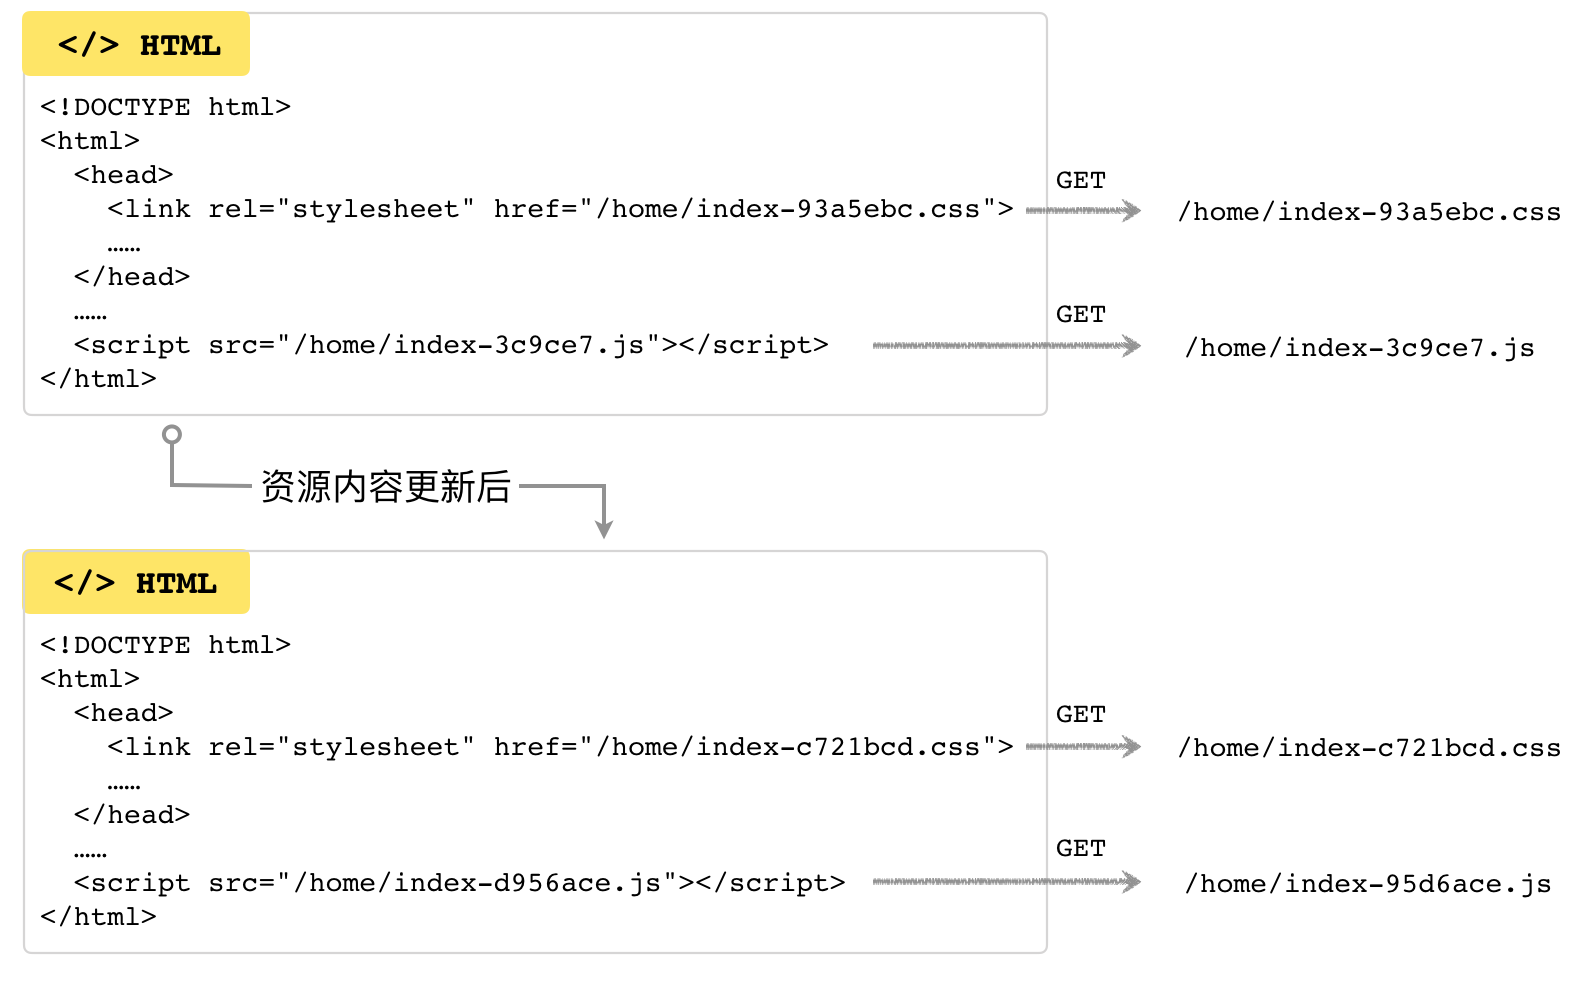 </> HTML
<!DOCTYPE html>
<html>
<head>
<link rel="stylesheet" href="/home/index-93a5ebc.css">
GET
/home/index-93a5ebc.css
……
</head>
……
<script src="/home/index-3c9ce7.js"></script>
GET
/home/index-3c9ce7.js
</html>
资源内容更新后
</> HTML
<!DOCTYPE html>
<html>
<head>
<link rel="stylesheet" href="/home/index-c721bcd.css">
GET
/home/index-c721bcd.css
……
</head>
……
<script src="/home/index-d956ace.js"></script>
GET
/home/index-95d6ace.js
</html>